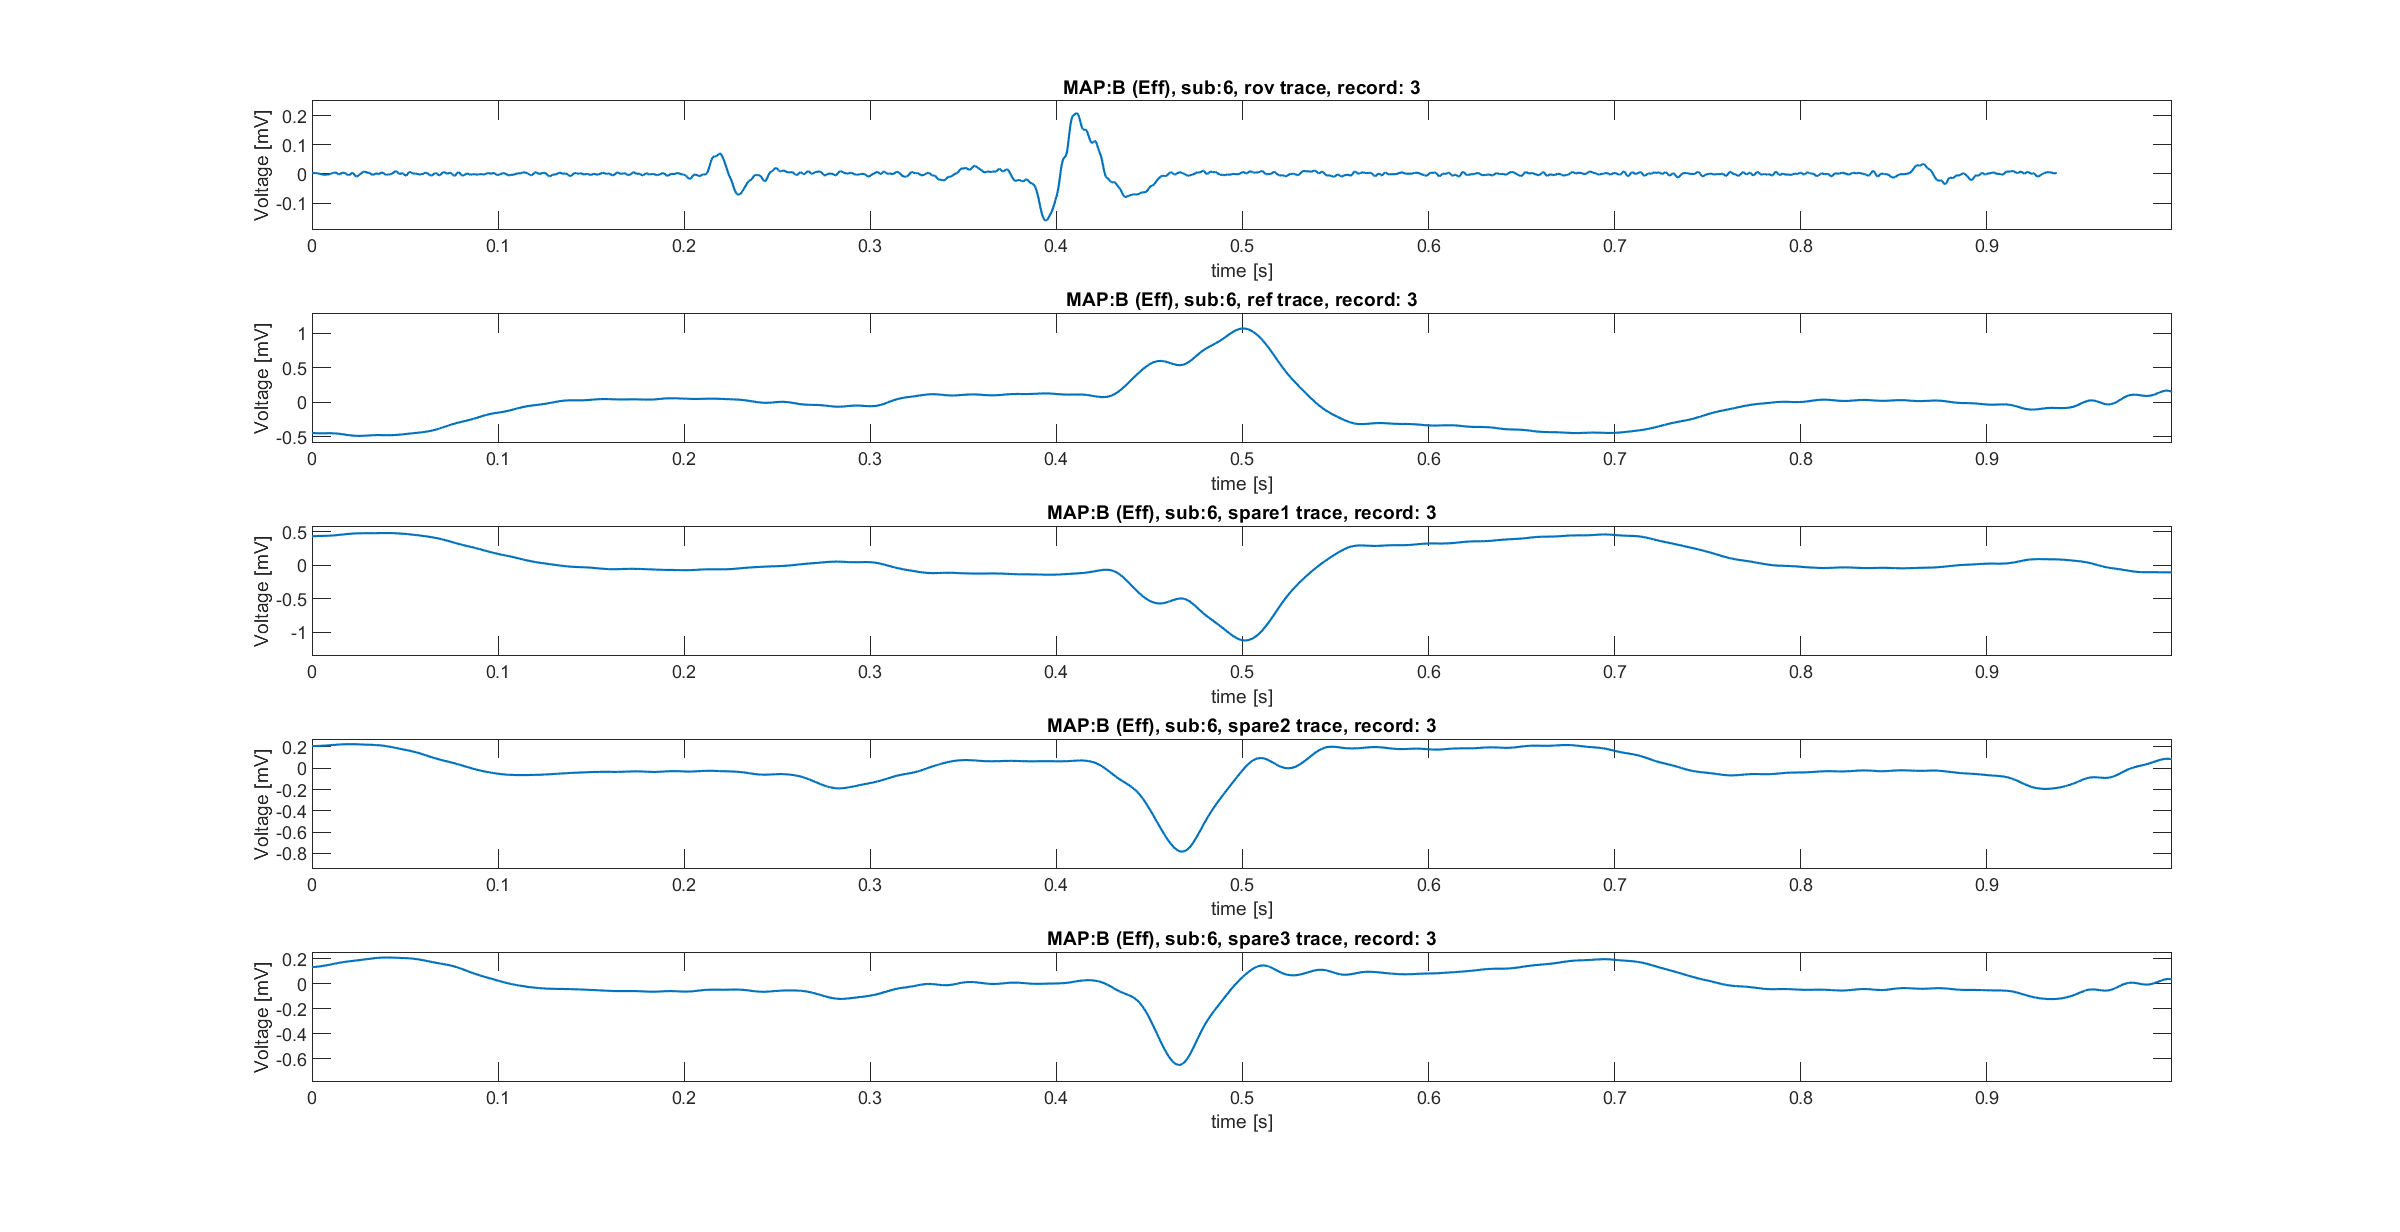 MAP:B (Eff), sub:6, rov trace, record: 3
Voltage [mV]
0.2
0.1
0
-0.1
0 0.1 0.2 0.3 0.4 0.5 0.6 0.7 0.8 0.9
time [s]
MAP:B (Eff), sub:6, ref trace, record: 3
Voltage [mV]
1
0.5
0
-0.5
0 0.1 0.2 0.3 0.4 0.5 0.6 0.7 0.8 0.9
time [s]
MAP:B (Eff), sub:6, spare1 trace, record: 3
Voltage [mV]
0.5
0
-0.5
-1
0 0.1 0.2 0.3 0.4 0.5 0.6 0.7 0.8 0.9
time [s]
MAP:B (Eff), sub:6, spare2 trace, record: 3
Voltage [mV]
0.2
0
-0.2
-0.4
-0.6
-0.8
0 0.1 0.2 0.3 0.4 0.5 0.6 0.7 0.8 0.9
time [s]
MAP:B (Eff), sub:6, spare3 trace, record: 3
Voltage [mV]
0.2
0
-0.2
-0.4
-0.6
0 0.1 0.2 0.3 0.4 0.5 0.6 0.7 0.8 0.9
time [s]